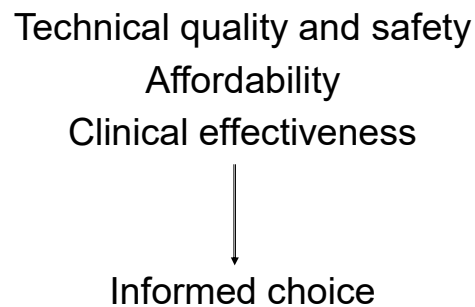 Technical quality and safety
Affordability
Clinical effectiveness
Informed choice